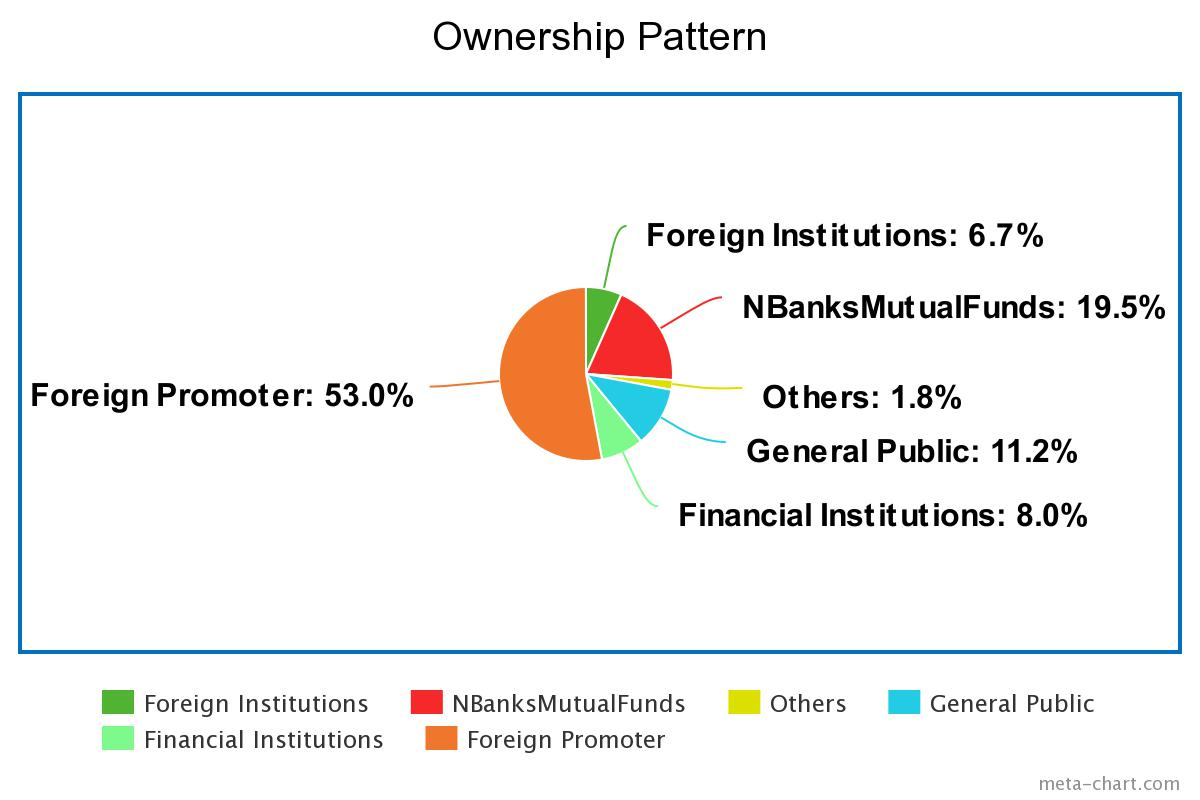 Ownership Pattern
Foreign Institutions: 6.7%
NBanksMutualFunds: 19.5%
Foreign Promoter: 53.0%
Others: 1.8%
General Public: 11.2%
Financial Institutions: 8.0%
Foreign Institutions NBanksMutualFunds Others General Public
Financial Institutions Foreign Promoter
meta-chart.com